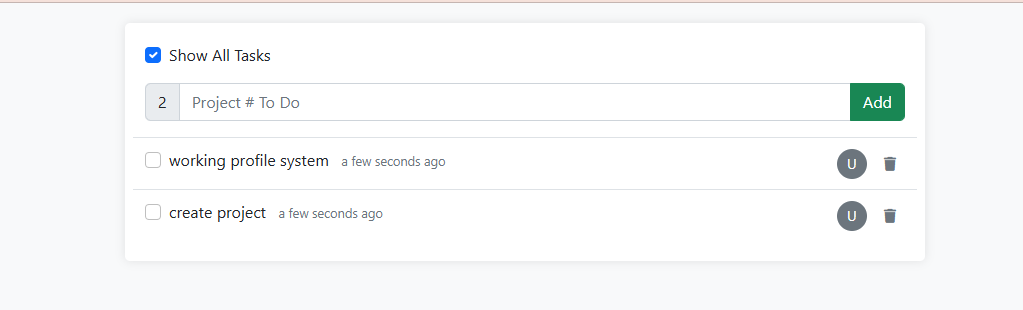 Show All Tasks
2 Project # To Do Add
working profile system a few seconds ago U
create project a few seconds ago U